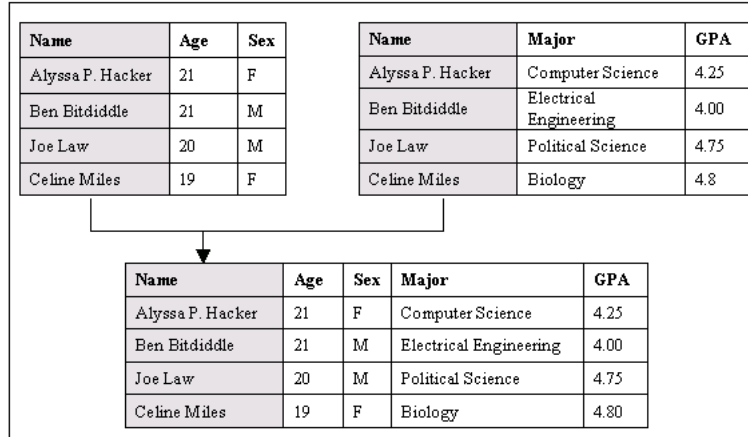 Name Age Sex
Alyssa P. Hacker 21 F
Ben Bitdiddle 21 M
Joe Law 20 M
Celine Miles 19 F
Name Major GPA
Alyssa P. Hacker Computer Science 4.25
Ben Bitdiddle Electrical Engineering 4.00
Joe Law Political Science 4.75
Celine Miles Biology 4.8
Name Age Sex Major GPA
Alyssa P. Hacker 21 F Computer Science 4.25
Ben Bitdiddle 21 M Electrical Engineering 4.00
Joe Law 20 M Political Science 4.75
Celine Miles 19 F Biology 4.80